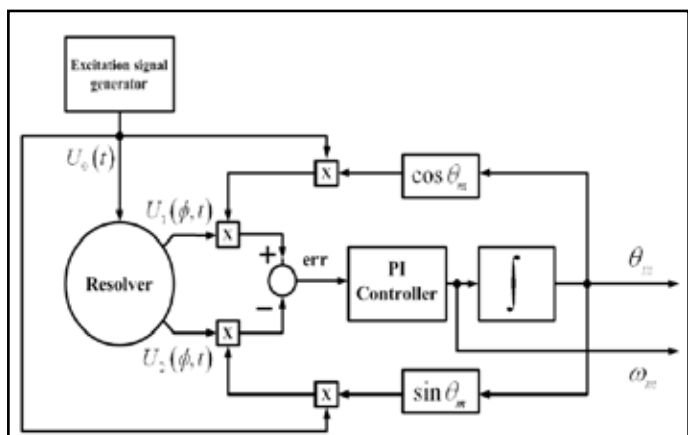 Excitation signal
generator
U₀(t)
X
cos θₘ
U₁(ϕ,t)
X
+
err
PI
Controller
∫
θₘ
Resolver
−
X
U₂(ϕ,t)
X
sin θₘ
ωₘ